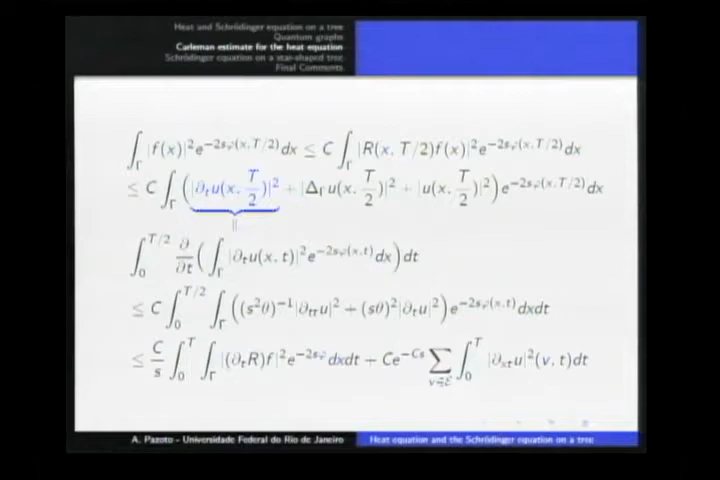 Heat and Schrödinger equation on a tree
Quantum graphs
Carleman estimate for the heat equation
Schrödinger equation on a star-shaped tree
Final Comments
∫_Γ |f(x)|² e^{-2sφ(x,T/2)} dx ≤ C ∫_Γ |R(x, T/2)f(x)|² e^{-2sφ(x,T/2)} dx
≤ C ∫_Γ (|∂_t u(x, T/2)|² + |Δ_Γ u(x, T/2)|² + |u(x, T/2)|²) e^{-2sφ(x,T/2)} dx
||
∫_0^{T/2} ∂/∂t (∫_Γ |∂_t u(x, t)|² e^{-2sφ(x,t)} dx) dt
≤ C ∫_0^{T/2} ∫_Γ ((s²θ)^{-1} |∂_{tt} u|² + (sθ)² |∂_t u|²) e^{-2sφ(x,t)} dxdt
≤ C/s ∫_0^T ∫_Γ |(∂_t R)f|² e^{-2sφ} dxdt + Ce^{-Cs} ∑_{v∈ℰ} ∫_0^T |∂_{xt} u|² (v, t)dt
A. Pazoto - Universidade Federal do Rio de Janeiro
Heat equation and the Schrödinger equation on a tree